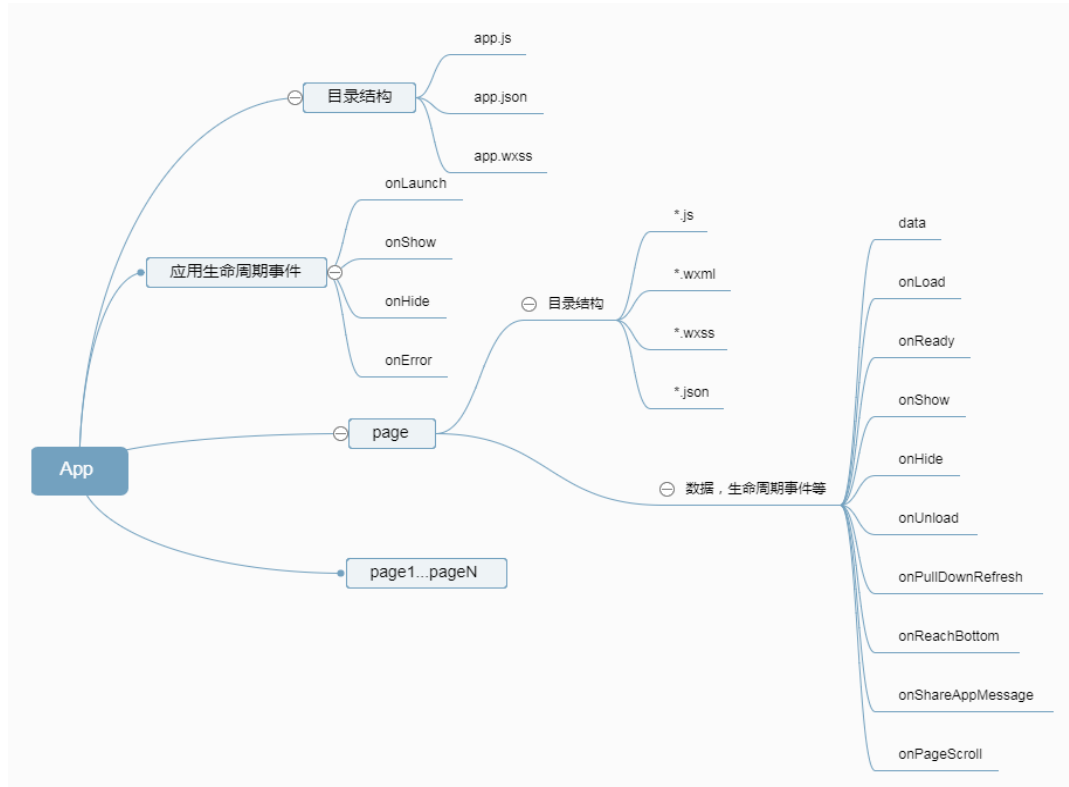 App
目录结构
app.js
app.json
app.wxss
应用生命周期事件
onLaunch
onShow
onHide
onError
page
目录结构
*.js
*.wxml
*.wxss
*.json
数据，生命周期事件等
data
onLoad
onReady
onShow
onHide
onUnload
onPullDownRefresh
onReachBottom
onShareAppMessage
onPageScroll
page1...pageN